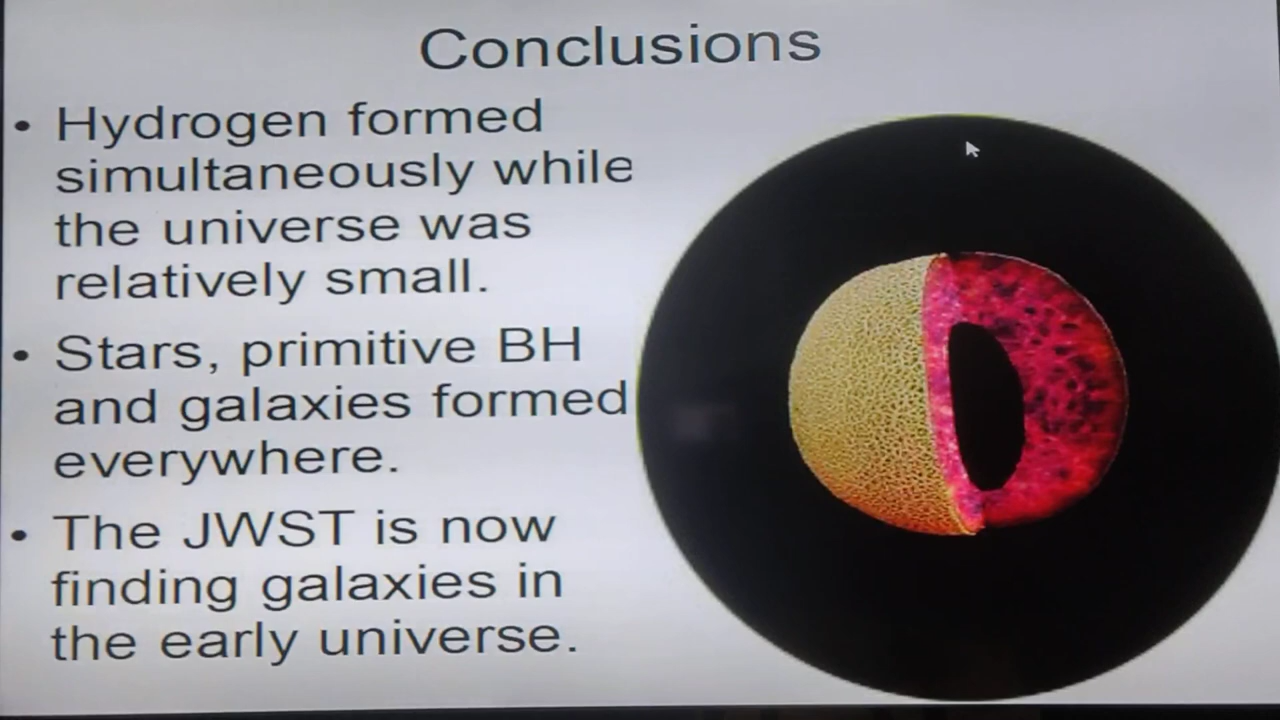 Conclusions
• Hydrogen formed
simultaneously while
the universe was
relatively small.
• Stars, primitive BH
and galaxies formed
everywhere.
• The JWST is now
finding galaxies in
the early universe.